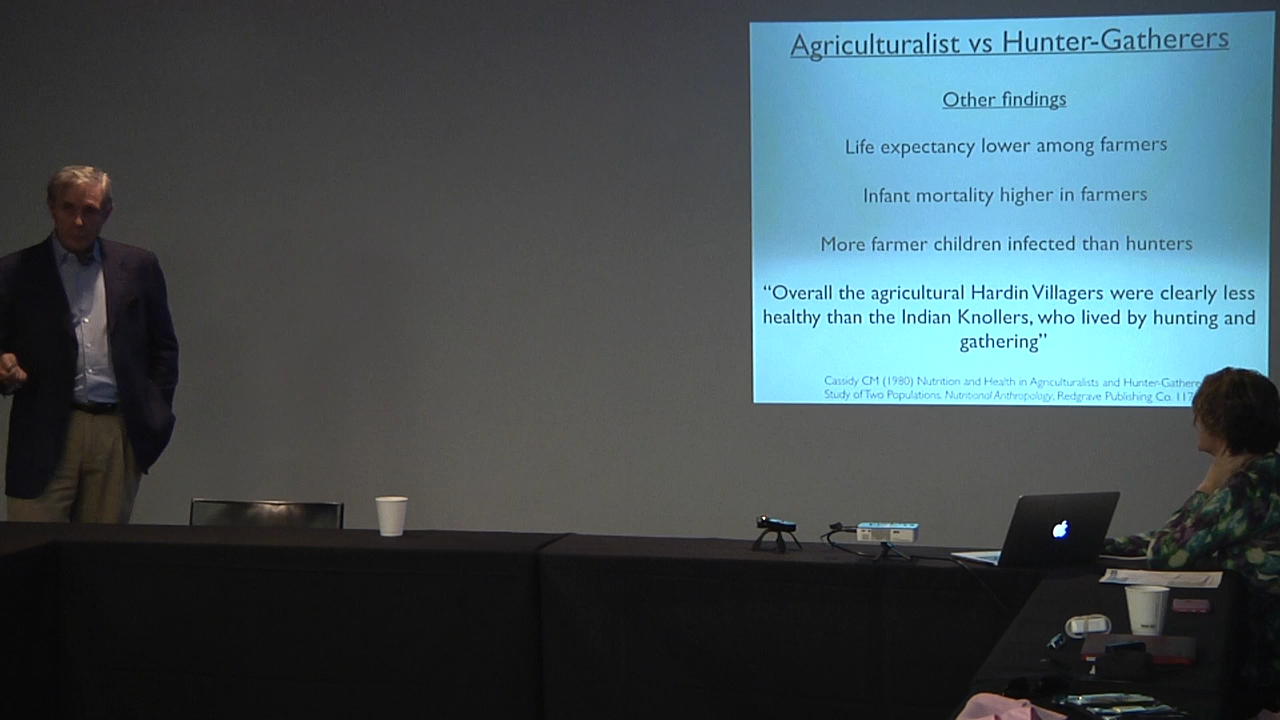 Agriculturalist vs Hunter-Gatherers
Other findings
Life expectancy lower among farmers
Infant mortality higher in farmers
More farmer children infected than hunters
“Overall the agricultural Hardin Villagers were clearly less
healthy than the Indian Knollers, who lived by hunting and
gathering”
Cassidy CM (1980) Nutrition and Health in Agriculturalists and
Study of Two Populations. Nutritional Anthropology, Redgrave Publishing Co.